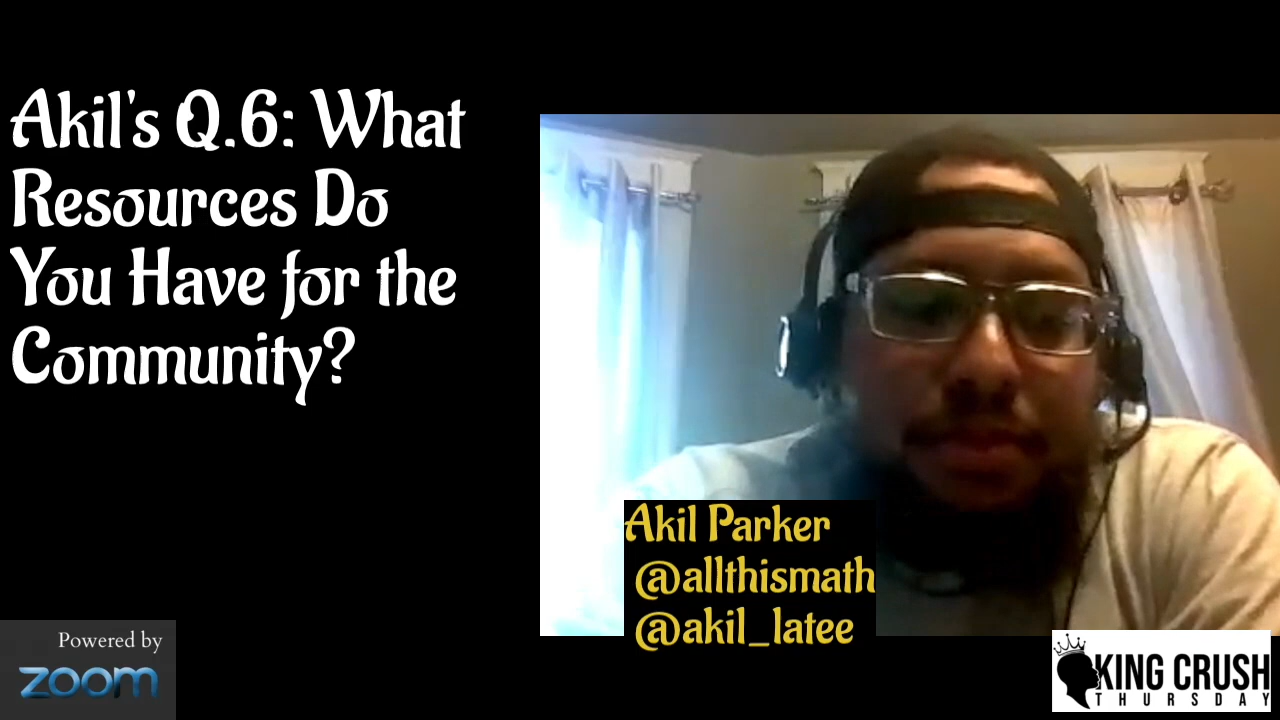 Akil's Q.6: What
Resources Do
You Have for the
Community?
Akil Parker
@allthismath
@akil_latee
Powered by
zoom
KING CRUSH
THURSDAY